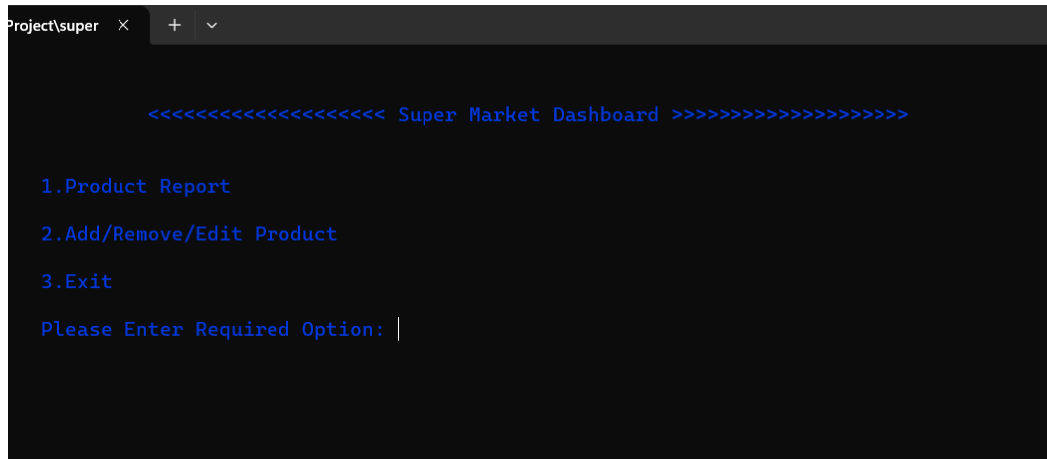 Project\super
<<<<<<<<<<<<<<<<<<<< Super Market Dashboard >>>>>>>>>>>>>>>>>>>>
1.Product Report
2.Add/Remove/Edit Product
3.Exit
Please Enter Required Option: